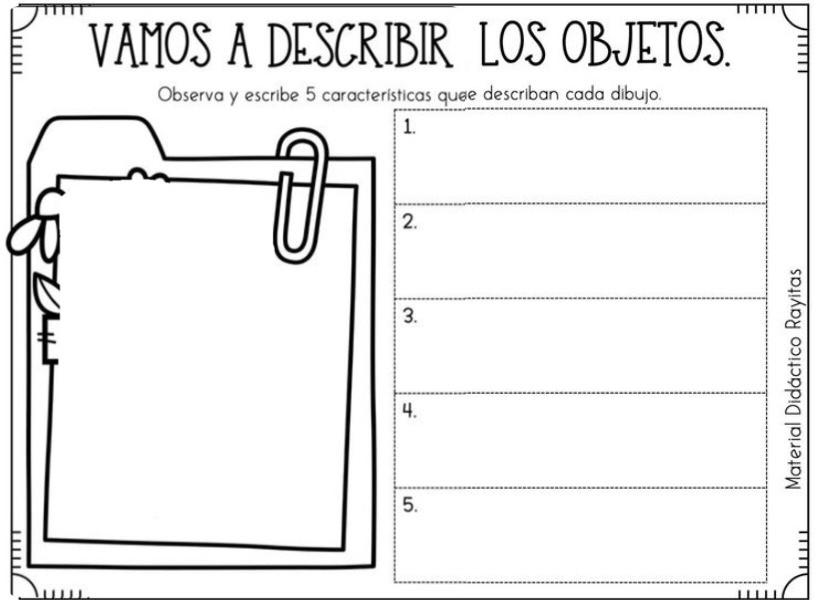 VAMOS A DESCRIBIR LOS OBJETOS.
Observa y escribe 5 características quee describan cada dibujo.
1.
2.
3.
4.
5.
Material Didáctico Rayitas